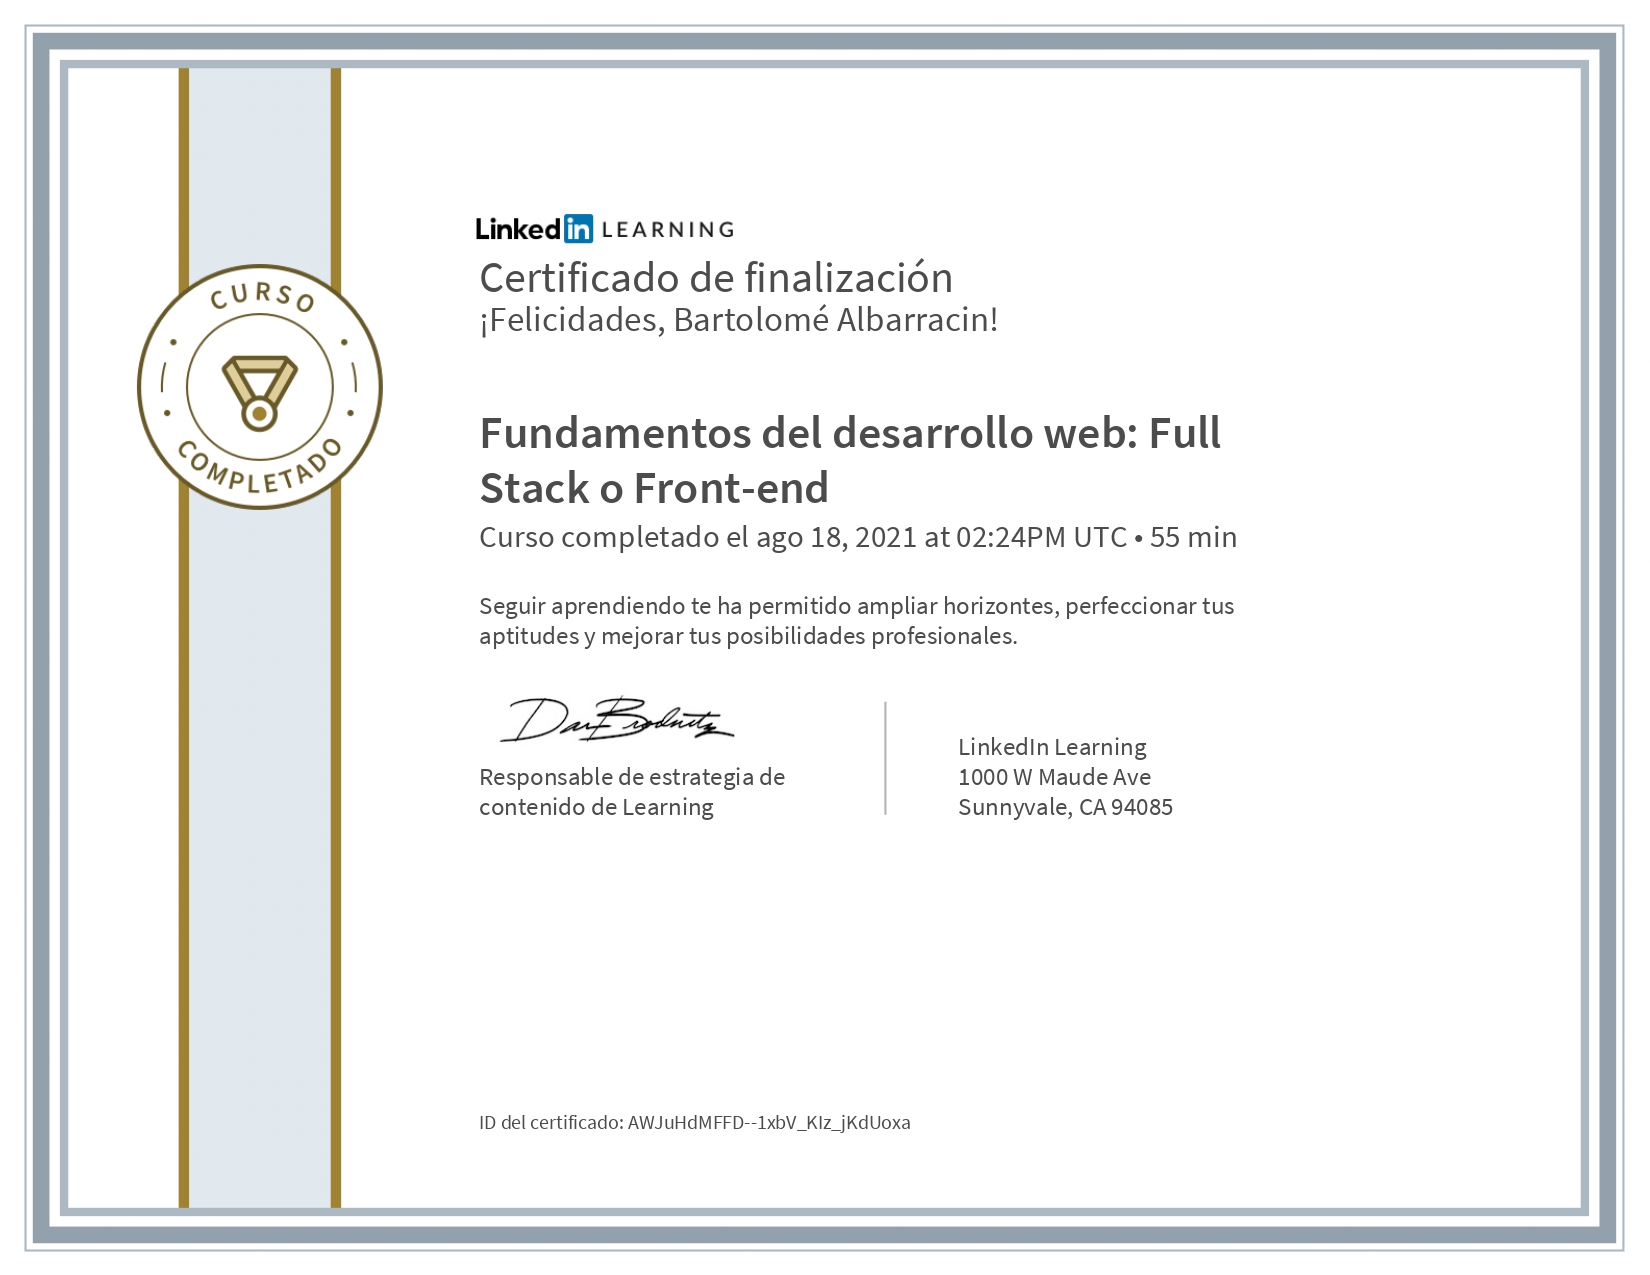 LinkedIn LEARNING
Certificado de finalización
¡Felicidades, Bartolomé Albarracin!
CURSO
COMPLETADO
Fundamentos del desarrollo web: Full
Stack o Front-end
Curso completado el ago 18, 2021 at 02:24PM UTC • 55 min
Seguir aprendiendo te ha permitido ampliar horizontes, perfeccionar tus
aptitudes y mejorar tus posibilidades profesionales.
Dan Brodnitz
Responsable de estrategia de
contenido de Learning
LinkedIn Learning
1000 W Maude Ave
Sunnyvale, CA 94085
ID del certificado: AWJuHdMFFD--1xbV_KIz_jKdUoxa